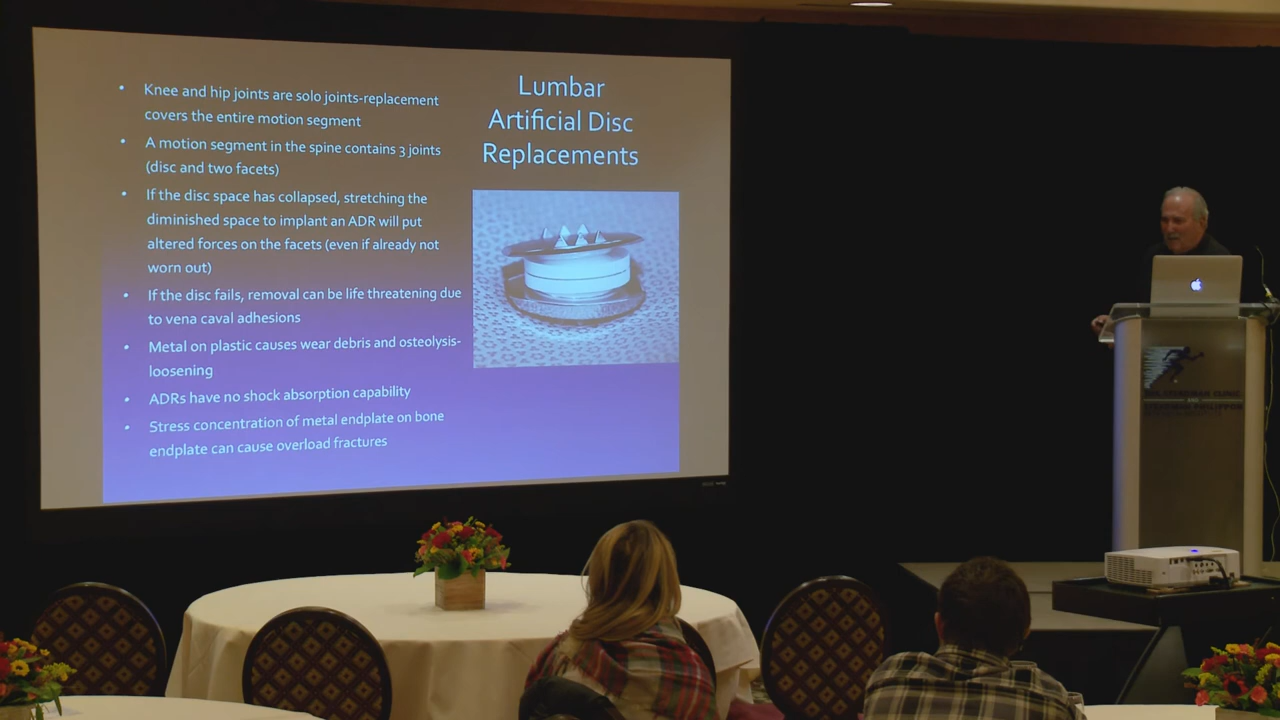 Lumbar
Artificial Disc
Replacements
• Knee and hip joints are solo joints-replacement
covers the entire motion segment
• A motion segment in the spine contains 3 joints
(disc and two facets)
• If the disc space has collapsed, stretching the
diminished space to implant an ADR will put
altered forces on the facets (even if already not
worn out)
• If the disc fails, removal can be life threatening due
to vena caval adhesions
• Metal on plastic causes wear debris and osteolysis-
loosening
• ADRs have no shock absorption capability
• Stress concentration of metal endplate on bone
endplate can cause overload fractures